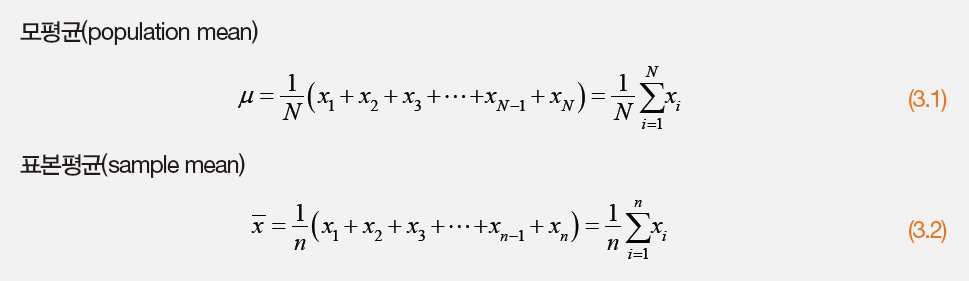 모평균(population mean)
μ = 1/N (x₁ + x₂ + x₃ + ⋯ + x_{N−1} + x_N) = 1/N ∑_{i=1}^{N} x_i (3.1)
표본평균(sample mean)
x̄ = 1/n (x₁ + x₂ + x₃ + ⋯ + x_{n−1} + x_n) = 1/n ∑_{i=1}^{n} x_i (3.2)